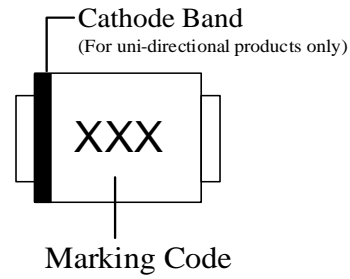 Cathode Band
(For uni-directional products only)
XXX
Marking Code